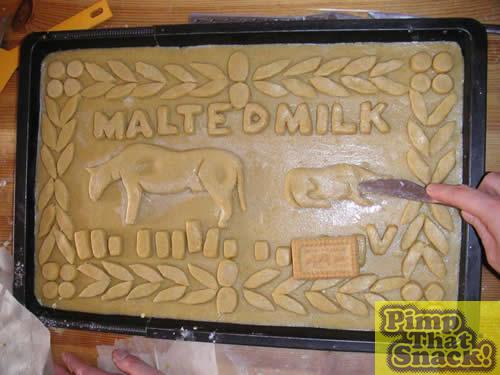 MALTED MILK
Pimp
That
Snack!